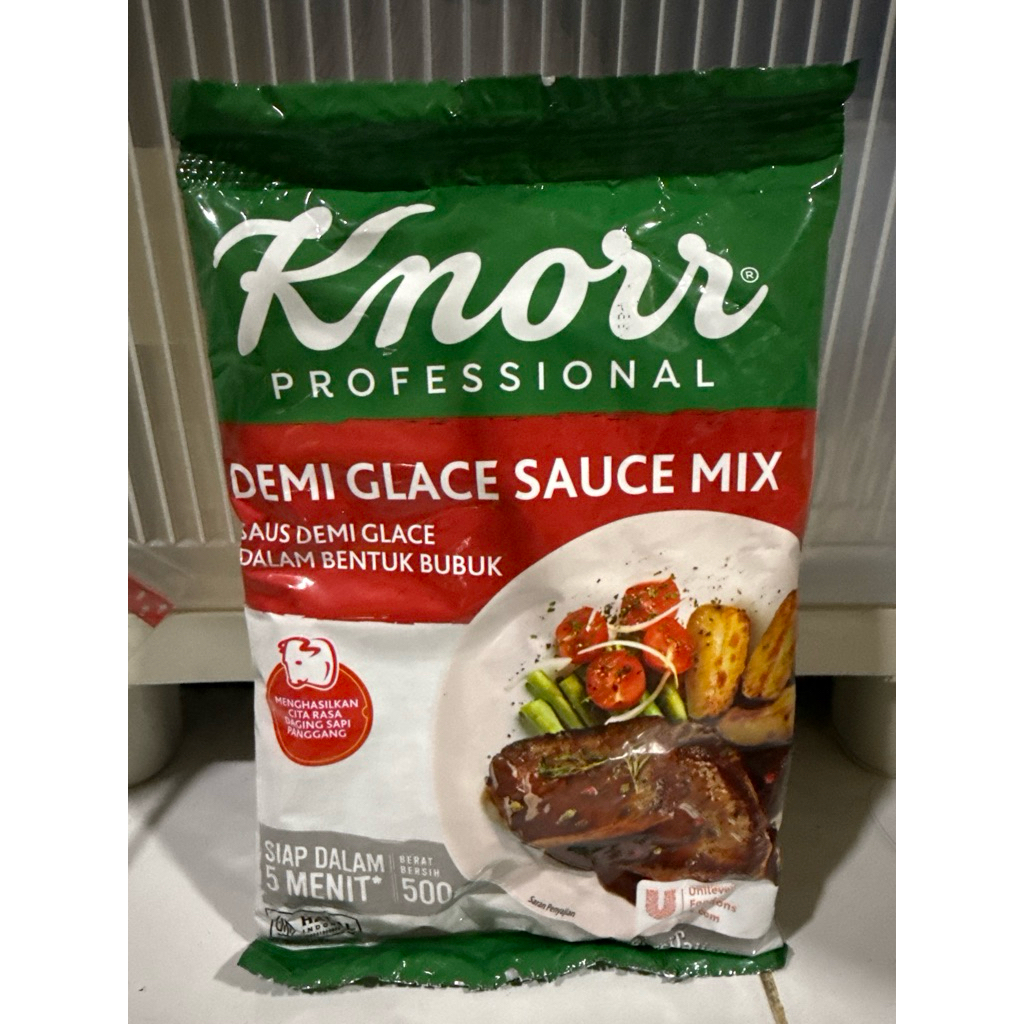 Knorr®
PROFESSIONAL
DEMI GLACE SAUCE MIX
SAUS DEMI GLACE
DALAM BENTUK BUBUK
MENGHASILKAN
CITA RASA
DAGING SAPI
PANGGANG
SIAP DALAM
5 MENIT*
BERAT
BERSIH
500
Saran Penyajian
Unilever
.com